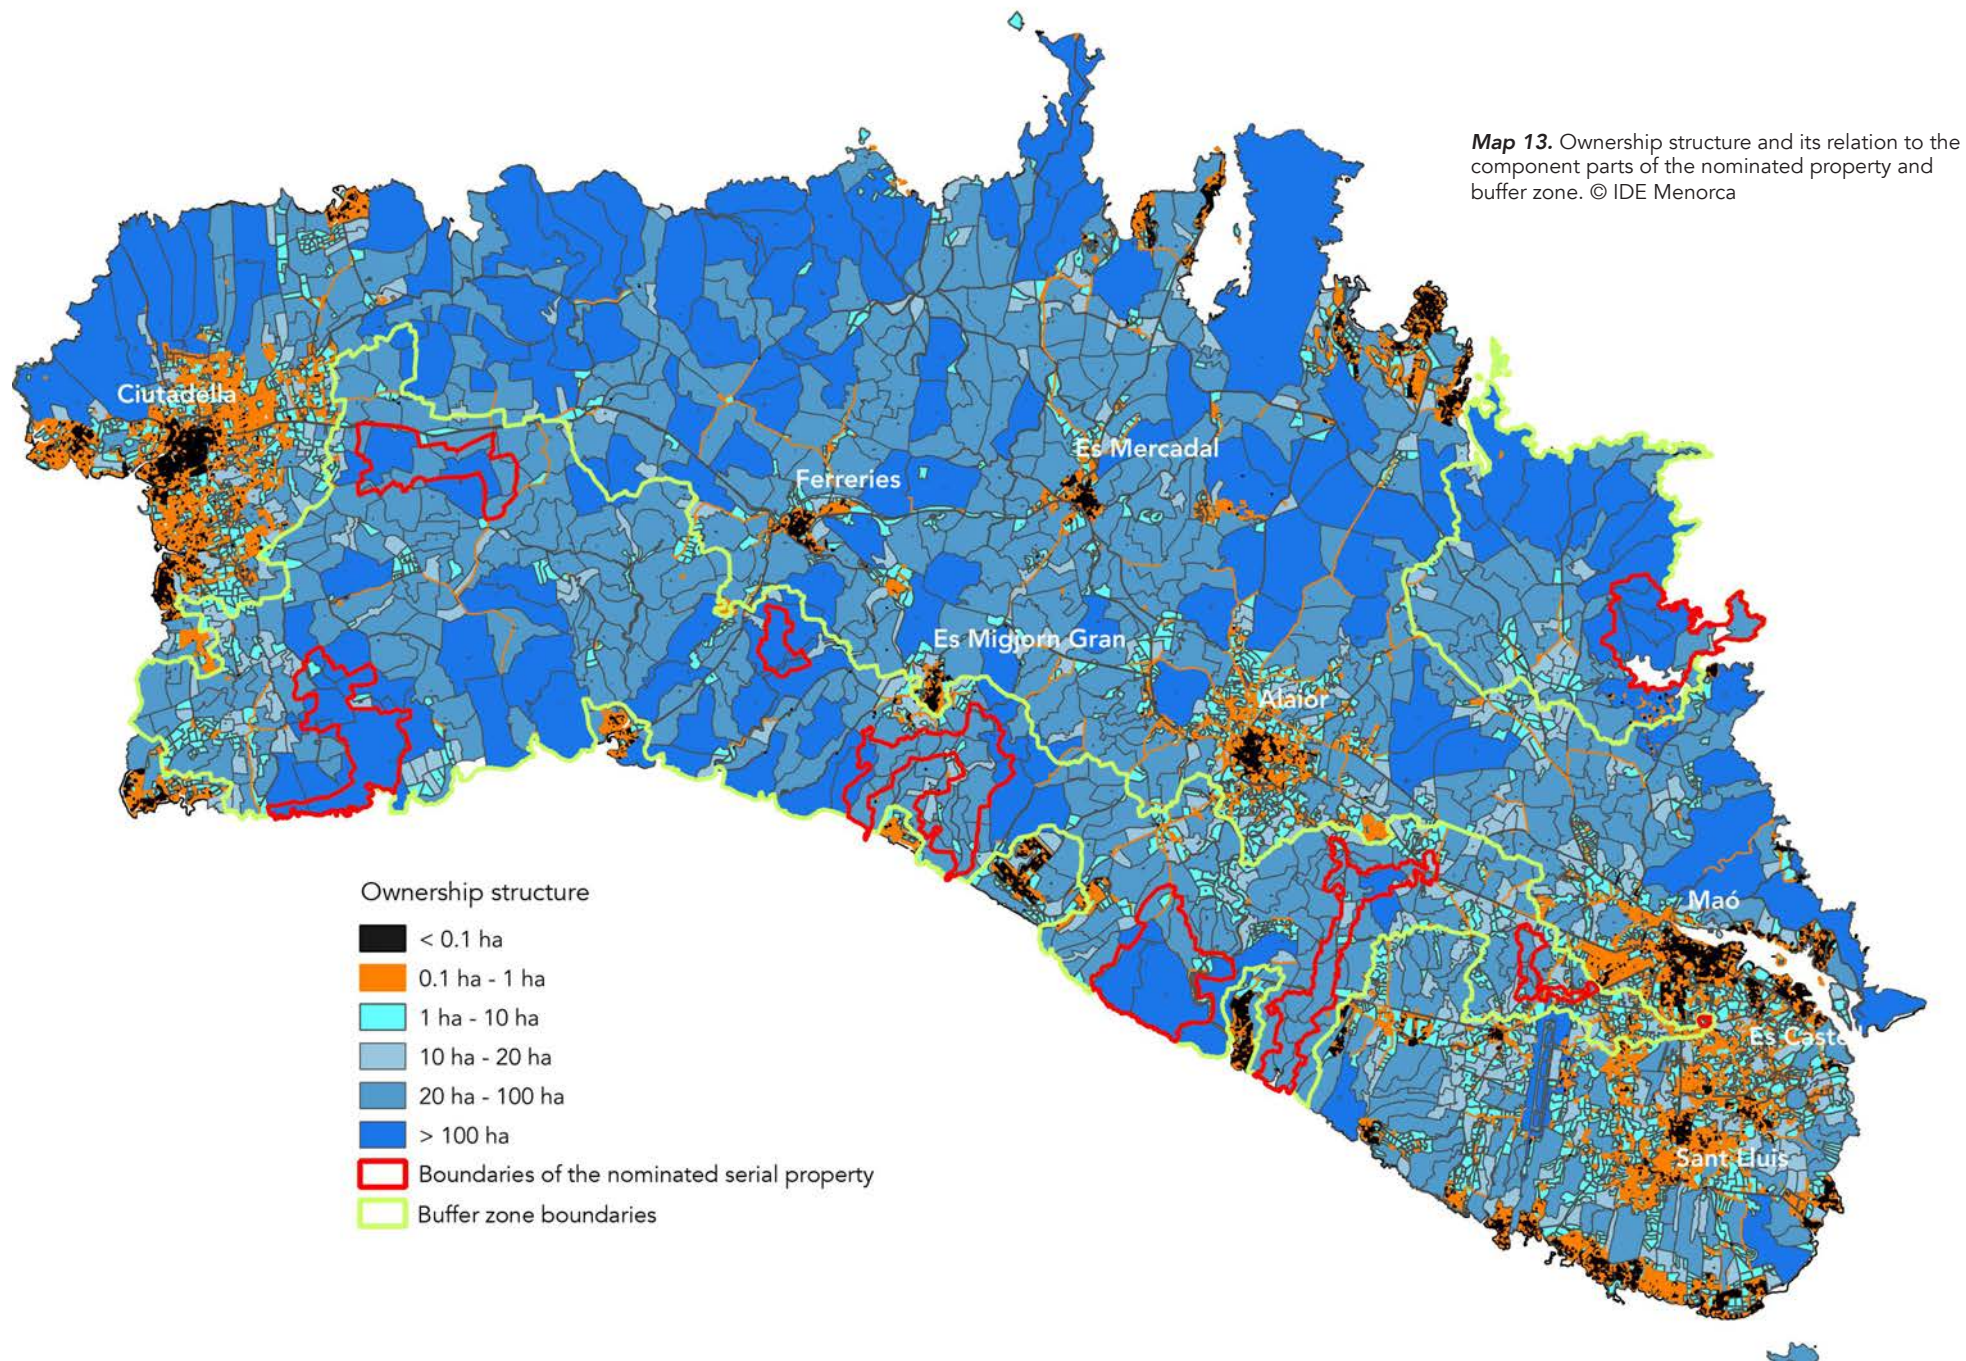 Map 13. Ownership structure and its relation to the
component parts of the nominated property and
buffer zone. © IDE Menorca
Ciutadella
Es Mercadal
Ferreries
Es Migjorn Gran
Alaior
Maó
Es Caste
Sant Lluis
Ownership structure
< 0.1 ha
0.1 ha - 1 ha
1 ha - 10 ha
10 ha - 20 ha
20 ha - 100 ha
> 100 ha
Boundaries of the nominated serial property
Buffer zone boundaries